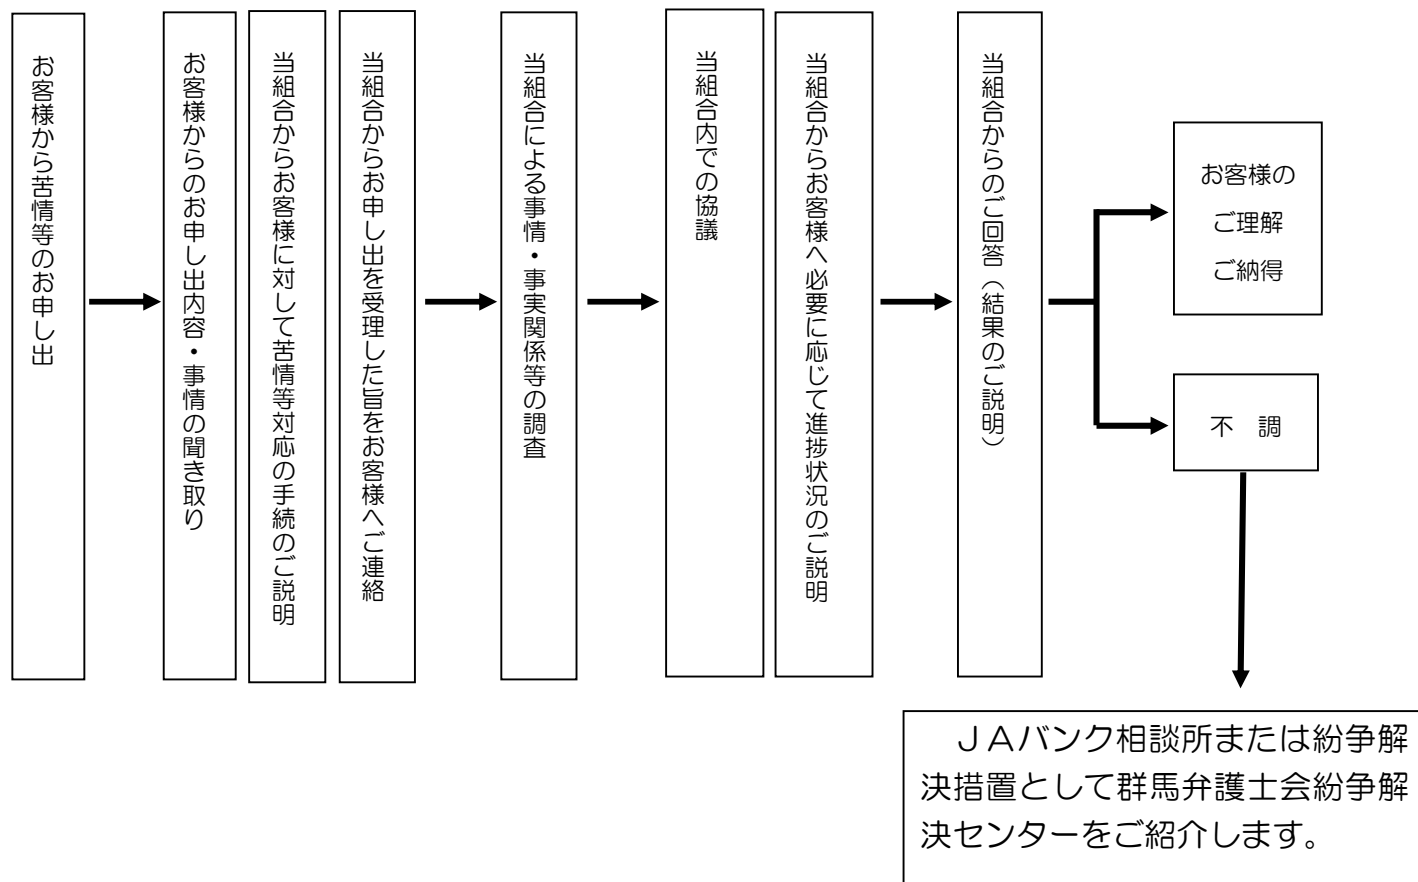 お客様から苦情等のお申し出
お客様からのお申し出内容・事情の聞き取り
当組合からお客様に対して苦情等対応の手続のご説明
当組合からお申し出を受理した旨をお客様へご連絡
当組合による事情・事実関係等の調査
当組合内での協議
当組合からお客様へ必要に応じて進捗状況のご説明
当組合からのご回答（結果のご説明）
お客様の
ご理解
ご納得
不　調
ＪＡバンク相談所または紛争解
決措置として群馬弁護士会紛争解
決センターをご紹介します。